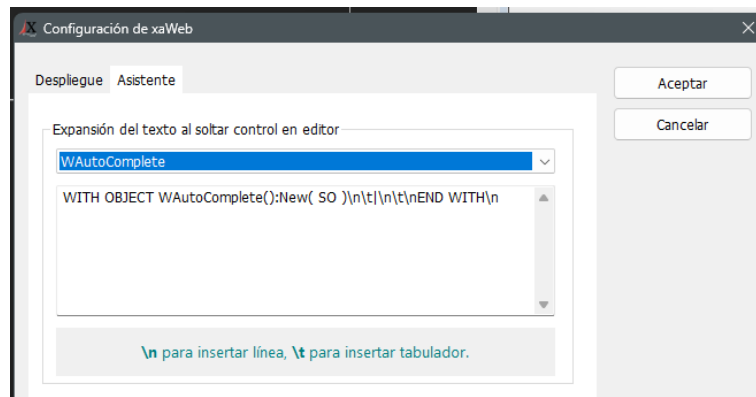 Configuración de xaWeb
Despliegue Asistente
Aceptar
Cancelar
Expansión del texto al soltar control en editor
WAutoComplete
WITH OBJECT WAutoComplete():New( SO )\n\t|\n\t\nEND WITH\n
\n para insertar línea, \t para insertar tabulador.